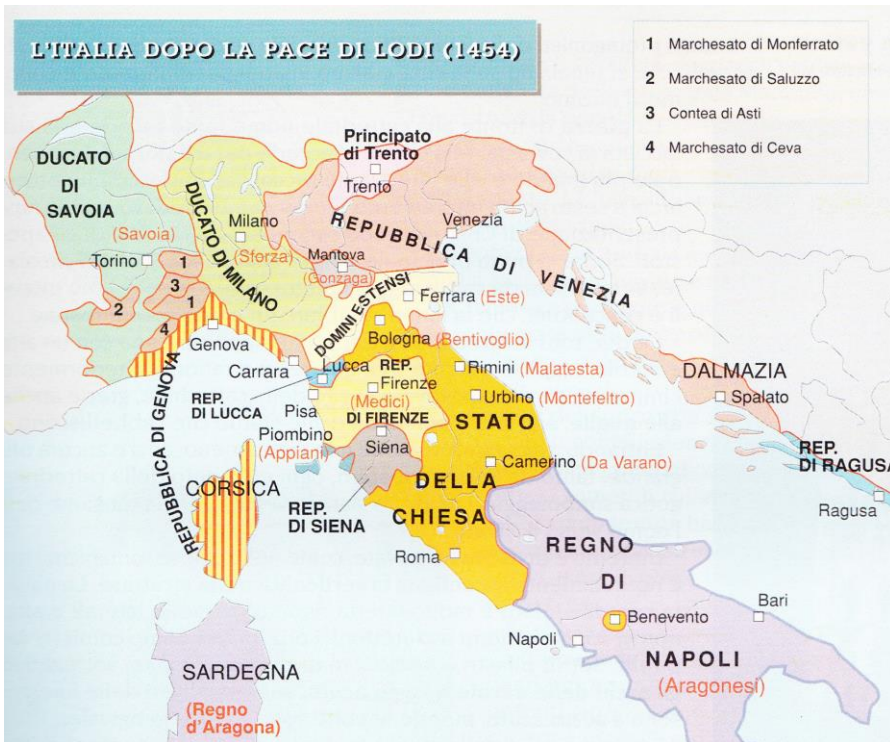 L'ITALIA DOPO LA PACE DI LODI (1454)
1 Marchesato di Monferrato
2 Marchesato di Saluzzo
3 Contea di Asti
4 Marchesato di Ceva
DUCATO
DI
SAVOIA
(Savoia)
Torino
1
3
1
2
4
DUCATO DI MILANO
Milano
(Sforza)
Principato
di Trento
Trento
REPUBBLICA DI VENEZIA
Venezia
Mantova
(Gonzaga)
DOMINI ESTENSI
Ferrara (Este)
Bologna
(Bentivoglio)
Genova
REPUBBLICA DI GENOVA
Carrara
Lucca
REP.
DI LUCCA
REP.
Firenze
(Medici)
DI FIRENZE
Pisa
Piombino
(Appiani)
Siena
REP.
DI SIENA
Rimini (Malatesta)
Urbino (Montefeltro)
STATO
Camerino (Da Varano)
DELLA
CHIESA
Roma
CORSICA
DALMAZIA
Spalato
REP.
DI RAGUSA
Ragusa
REGNO
DI
Benevento
Bari
Napoli
NAPOLI
(Aragonesi)
SARDEGNA
(Regno
d'Aragona)